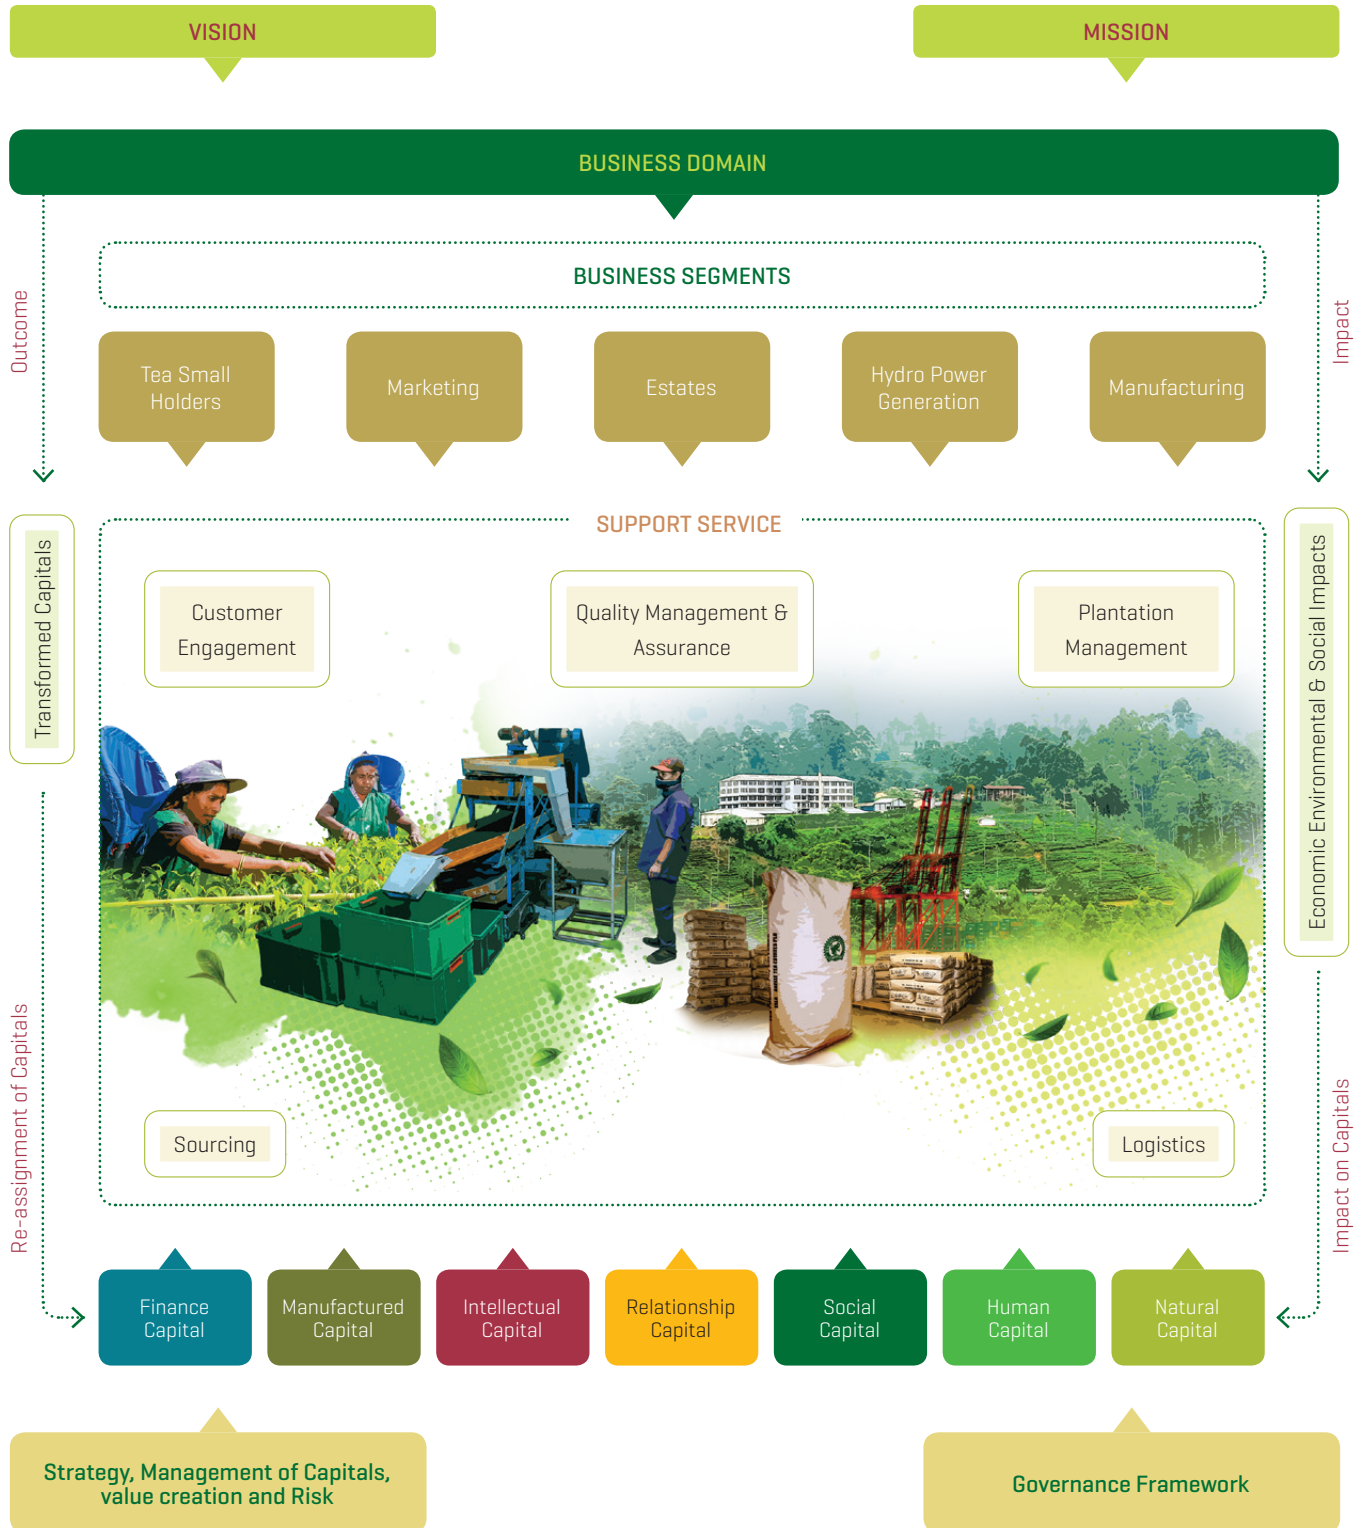 VISION
MISSION
BUSINESS DOMAIN
BUSINESS SEGMENTS
Outcome
Impact
Tea Small
Holders
Marketing
Estates
Hydro Power
Generation
Manufacturing
SUPPORT SERVICE
Transformed Capitals
Economic Environmental & Social Impacts
Customer
Engagement
Quality Management &
Assurance
Plantation
Management
Re-assignment of Capitals
Impact on Capitals
Sourcing
Logistics
Finance
Capital
Manufactured
Capital
Intellectual
Capital
Relationship
Capital
Social
Capital
Human
Capital
Natural
Capital
Strategy, Management of Capitals,
value creation and Risk
Governance Framework